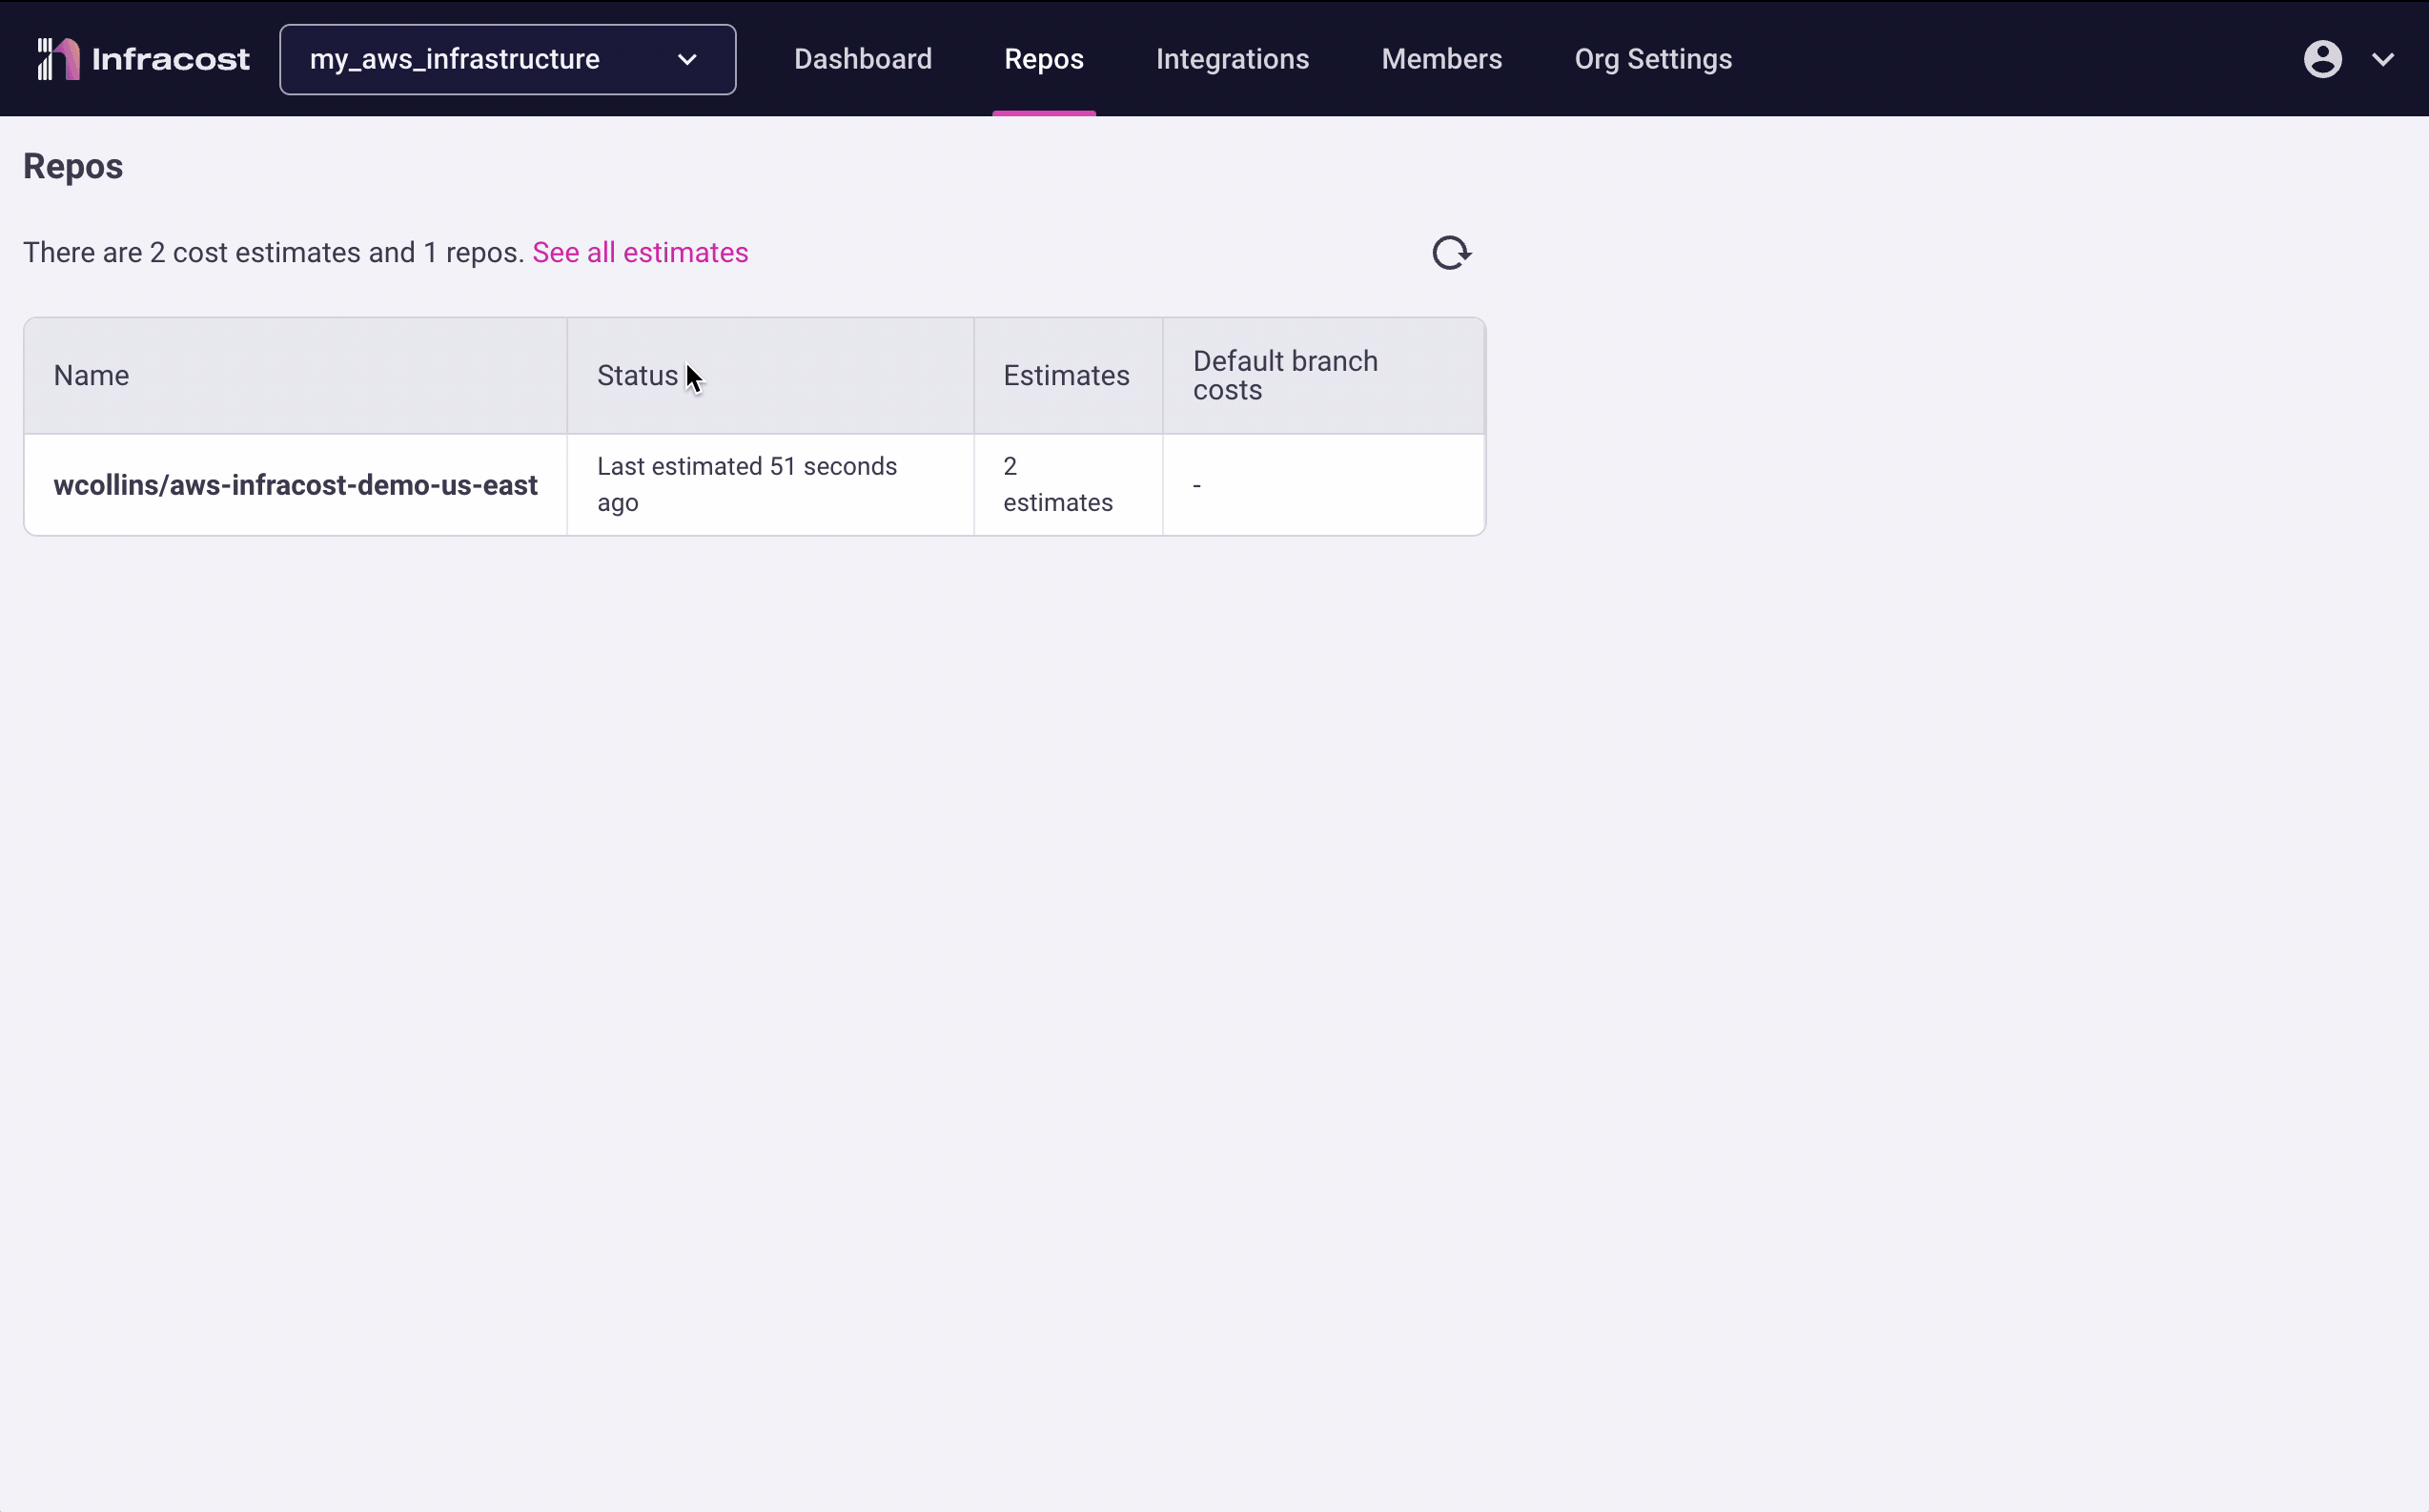 Infracost
my_aws_infrastructure
Dashboard
Repos
Integrations
Members
Org Settings
Repos
There are 2 cost estimates and 1 repos. See all estimates
Name
Status
Estimates
Default branch
costs
wcollins/aws-infracost-demo-us-east
Last estimated 51 seconds
ago
2
estimates
-